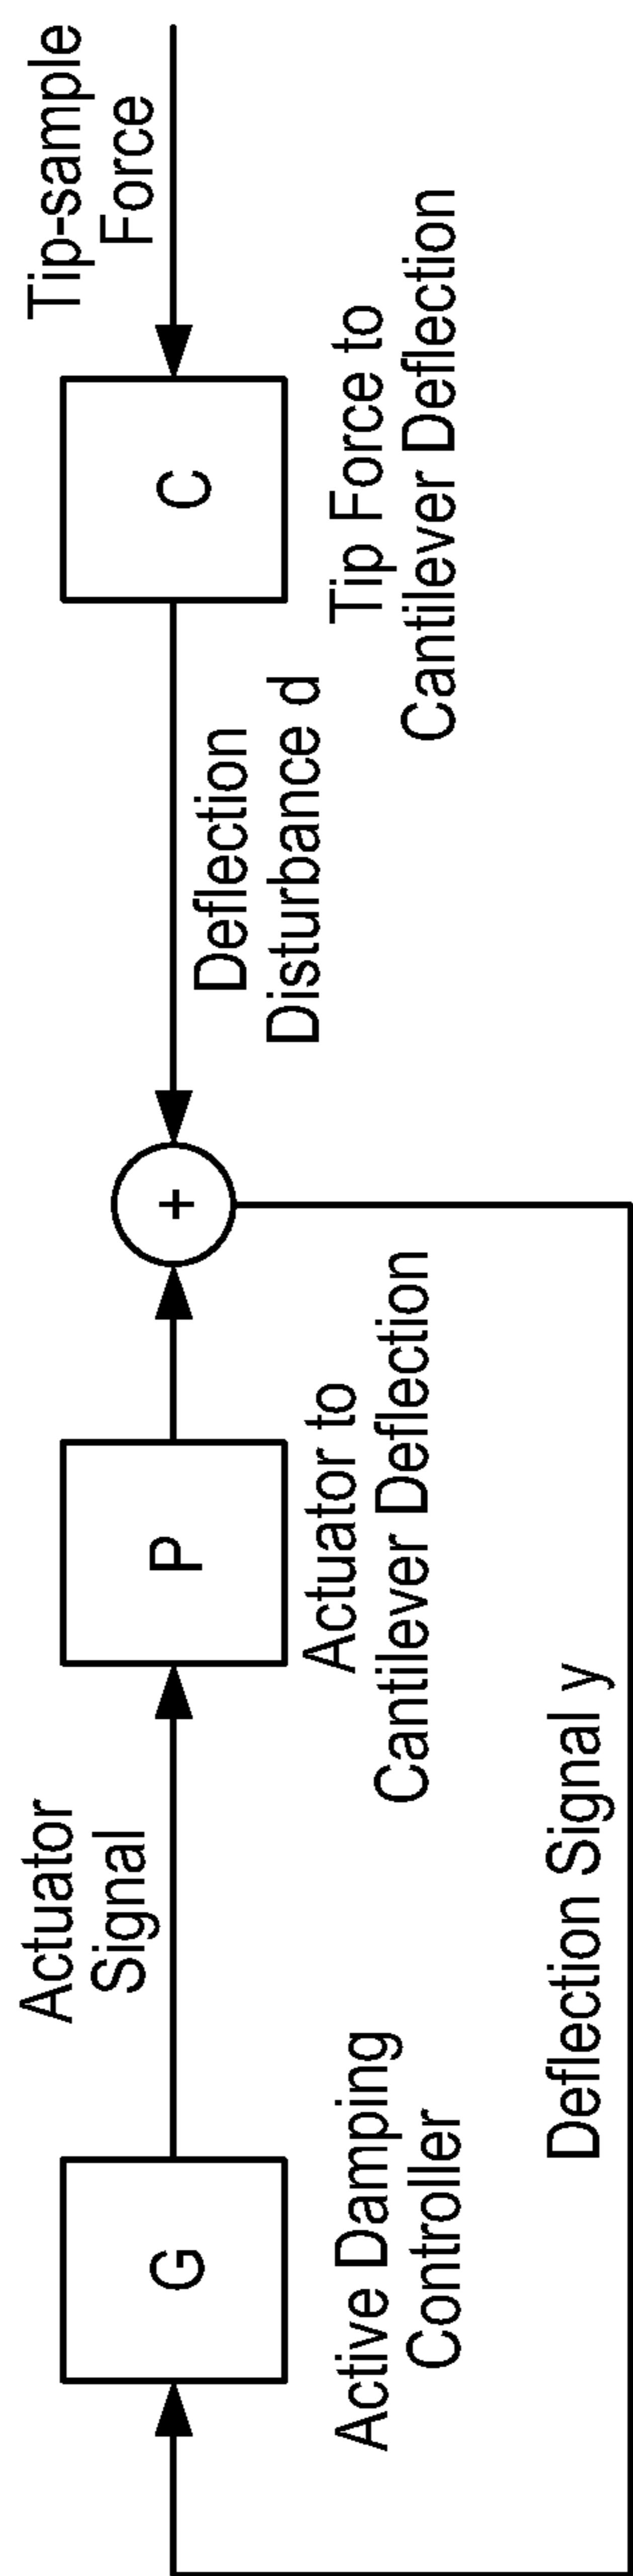 Actuator
Signal
Tip-sample
Force
G
P
+
C
Deflection
Disturbance d
Active Damping
Controller
Actuator to
Cantilever Deflection
Tip Force to
Cantilever Deflection
Deflection Signal y